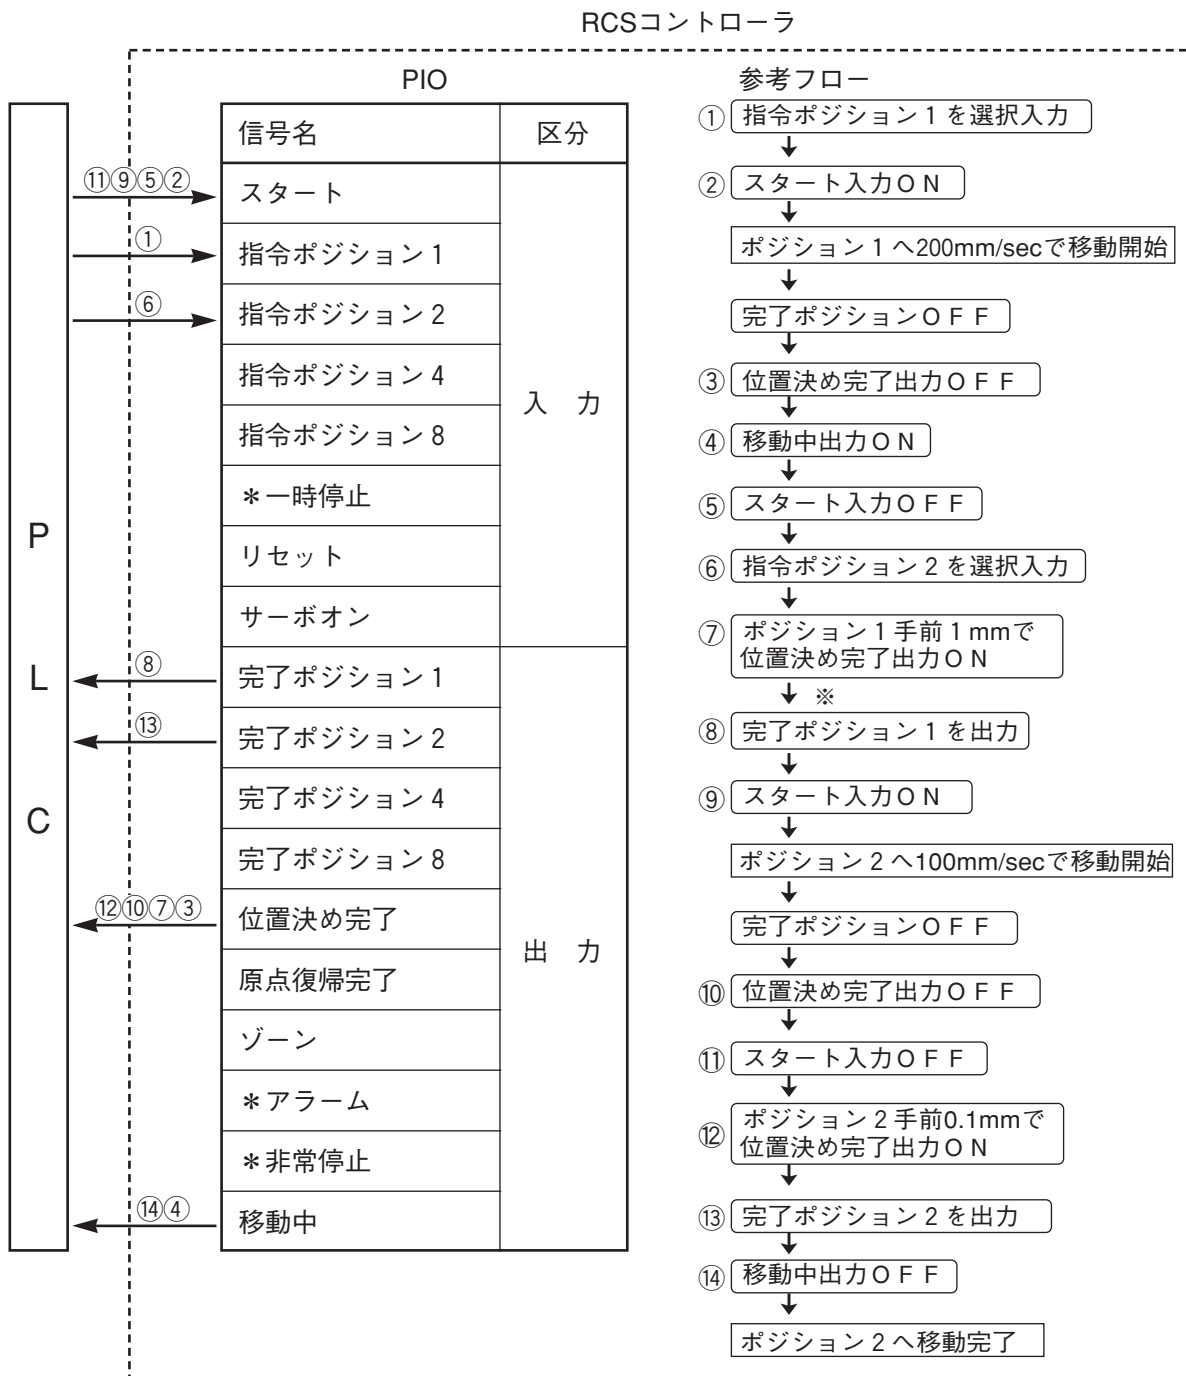 RCSコントローラ
PIO
信号名 区分
⑪⑨⑤② スタート
① 指令ポジション1
⑥ 指令ポジション2
指令ポジション4
指令ポジション8
＊一時停止
リセット
サーボオン
入 力
⑧ 完了ポジション1
⑬ 完了ポジション2
完了ポジション4
完了ポジション8
⑫⑩⑦③ 位置決め完了
原点復帰完了
ゾーン
＊アラーム
＊非常停止
⑭④ 移動中
出 力
P
L
C
参考フロー
① 指令ポジション1を選択入力
② スタート入力ＯＮ
ポジション1へ200mm/secで移動開始
完了ポジションＯＦＦ
③ 位置決め完了出力ＯＦＦ
④ 移動中出力ＯＮ
⑤ スタート入力ＯＦＦ
⑥ 指令ポジション2を選択入力
⑦ ポジション1手前1mmで
位置決め完了出力ＯＮ
※
⑧ 完了ポジション1を出力
⑨ スタート入力ＯＮ
ポジション2へ100mm/secで移動開始
完了ポジションＯＦＦ
⑩ 位置決め完了出力ＯＦＦ
⑪ スタート入力ＯＦＦ
⑫ ポジション2手前0.1mmで
位置決め完了出力ＯＮ
⑬ 完了ポジション2を出力
⑭ 移動中出力ＯＦＦ
ポジション2へ移動完了